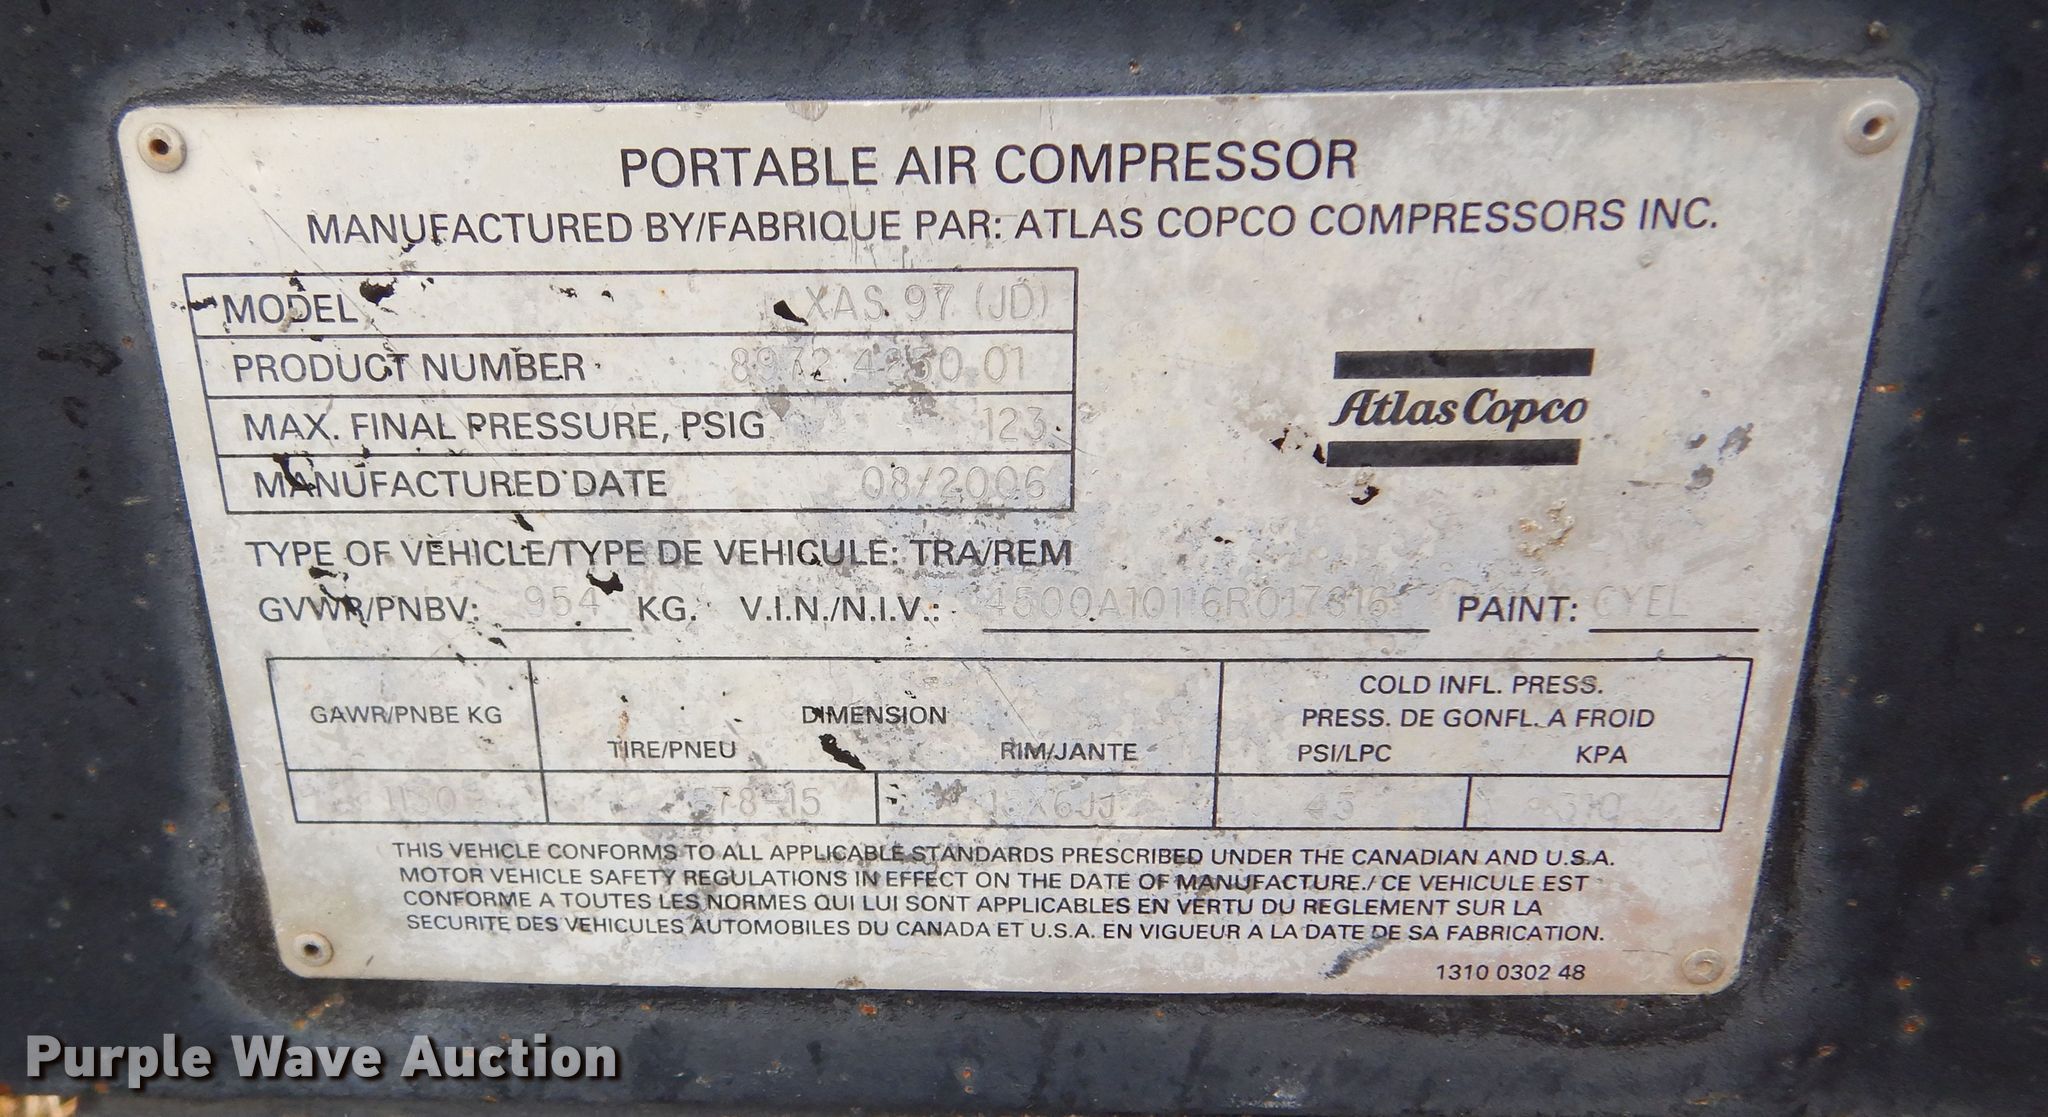 PORTABLE AIR COMPRESSOR
MANUFACTURED BY/FABRIQUE PAR: ATLAS COPCO COMPRESSORS INC.
MODEL XAS 97 (JD)
PRODUCT NUMBER
MAX. FINAL PRESSURE, PSIG 123
MANUFACTURED DATE 08/2006
Atlas Copco
TYPE OF VEHICLE/TYPE DE VEHICULE: TRA/REM
GVWR/PNBV: 954 KG. V.I.N./N.I.V.: PAINT: CYEL
GAWR/PNBE KG
DIMENSION
TIRE/PNEU RIM/JANTE
COLD INFL. PRESS.
PRESS. DE GONFL. A FROID
PSI/LPC KPA
310
THIS VEHICLE CONFORMS TO ALL APPLICABLE STANDARDS PRESCRIBED UNDER THE CANADIAN AND U.S.A.
MOTOR VEHICLE SAFETY REGULATIONS IN EFFECT ON THE DATE OF MANUFACTURE./ CE VEHICULE EST
CONFORME A TOUTES LES NORMES QUI LUI SONT APPLICABLES EN VERTU DU REGLEMENT SUR LA
SECURITE DES VEHICULES AUTOMOBILES DU CANADA ET U.S.A. EN VIGUEUR A LA DATE DE SA FABRICATION.
1310 0302 48
Purple Wave Auction